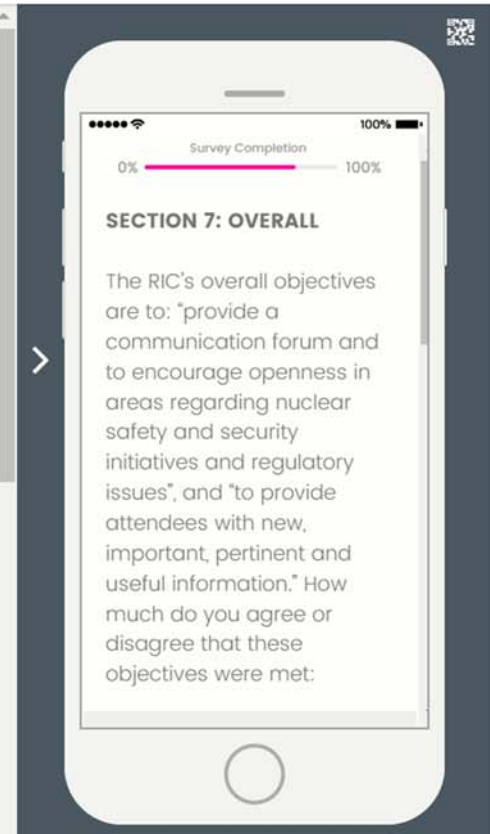 100%
Survey Completion
0% 100%
SECTION 7: OVERALL
The RIC's overall objectives
are to: "provide a
communication forum and
to encourage openness in
areas regarding nuclear
safety and security
initiatives and regulatory
issues", and "to provide
attendees with new,
important, pertinent and
useful information." How
much do you agree or
disagree that these
objectives were met: